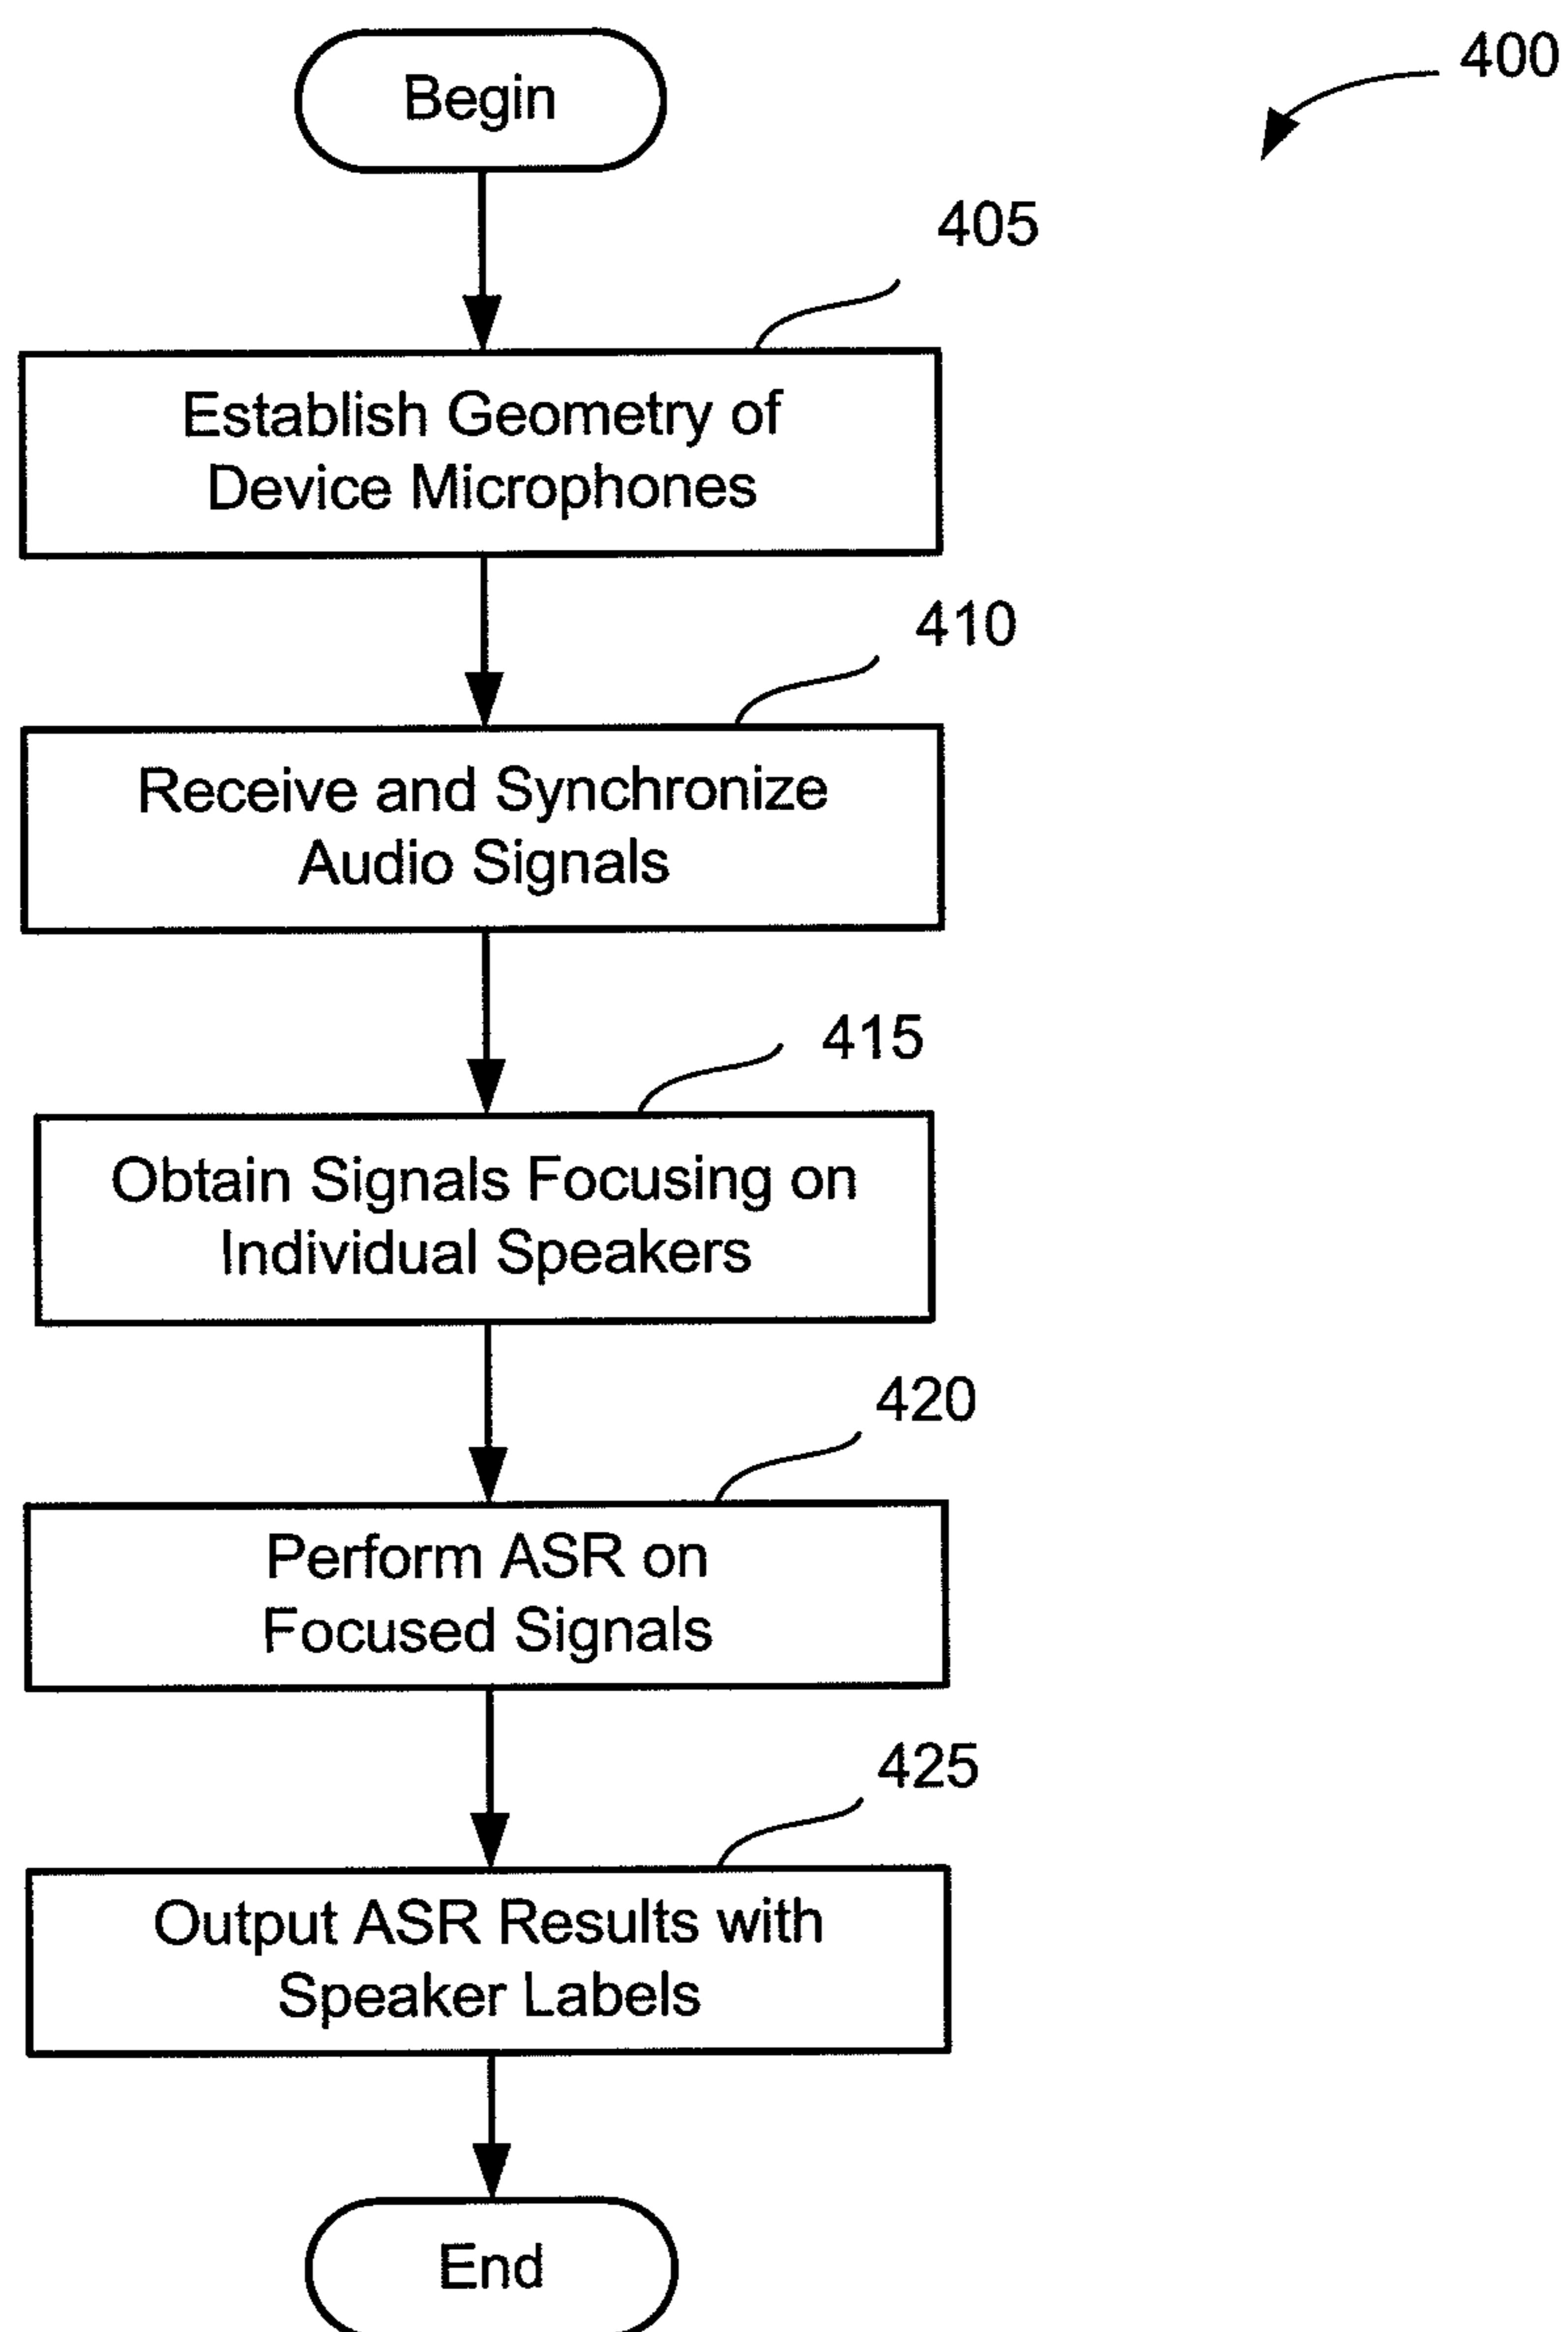 Begin
400
405
Establish Geometry of
Device Microphones
410
Receive and Synchronize
Audio Signals
415
Obtain Signals Focusing on
Individual Speakers
420
Perform ASR on
Focused Signals
425
Output ASR Results with
Speaker Labels
End